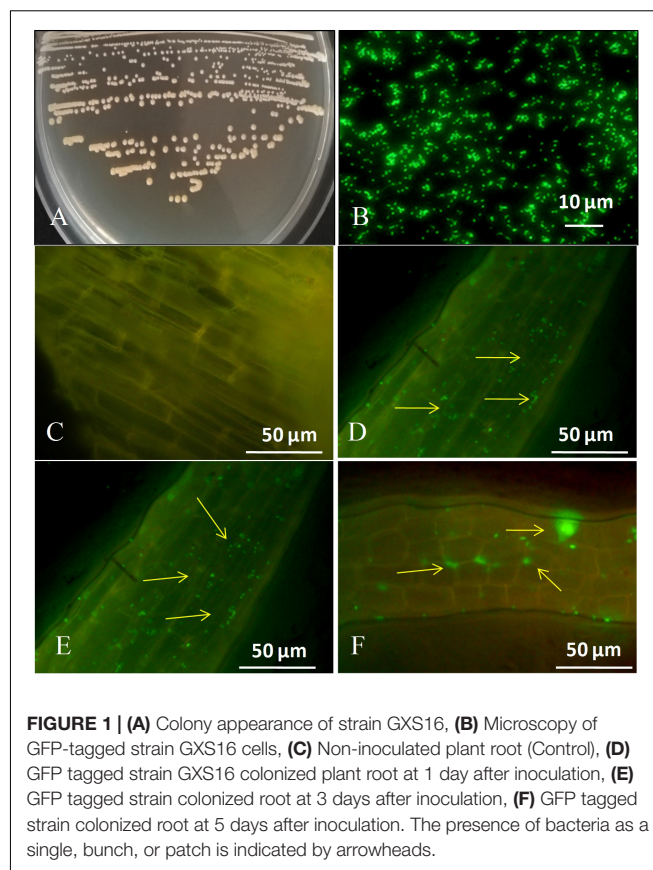 A
B
10 µm
C
50 µm
D
50 µm
E
50 µm
F
50 µm
FIGURE 1 | (A) Colony appearance of strain GXS16, (B) Microscopy of
GFP-tagged strain GXS16 cells, (C) Non-inoculated plant root (Control), (D)
GFP tagged strain GXS16 colonized plant root at 1 day after inoculation, (E)
GFP tagged strain colonized root at 3 days after inoculation, (F) GFP tagged
strain colonized root at 5 days after inoculation. The presence of bacteria as a
single, bunch, or patch is indicated by arrowheads.